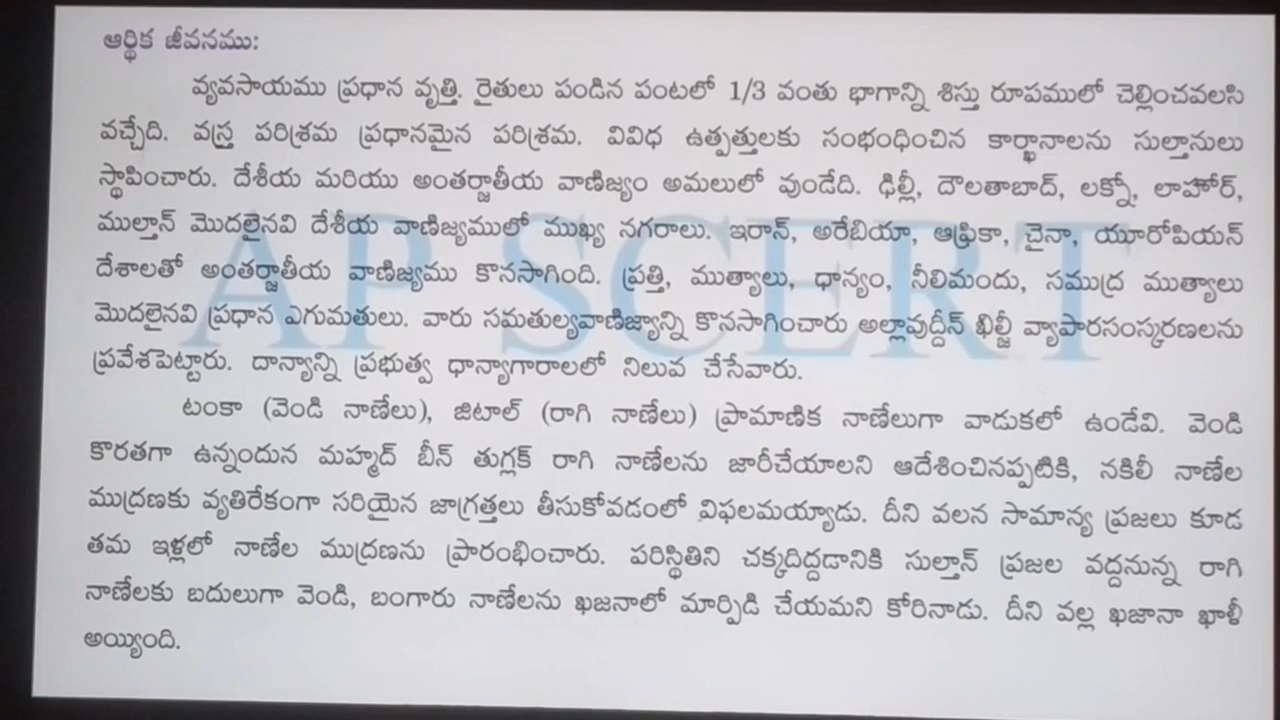 ఆర్థిక జీవనము:
వ్యవసాయము ప్రధాన వృత్తి. రైతులు పండిన పంటలో 1/3 వంతు భాగాన్ని శిస్తు రూపములో చెల్లించవలసి
వచ్చేది. వస్త్ర పరిశ్రమ ప్రధానమైన పరిశ్రమ. వివిధ ఉత్పత్తులకు సంభంధించిన కార్ఖానాలను సుల్తానులు
స్థాపించారు. దేశీయ మరియు అంతర్జాతీయ వాణిజ్యం అమలులో వుండేది. ఢిల్లీ, దౌలతాబాద్, లక్నో, లాహోర్,
ముల్తాన్ మొదలైనవి దేశీయ వాణిజ్యములో ముఖ్య నగరాలు. ఇరాన్, అరేబియా, ఆఫ్రికా, చైనా, యూరోపియన్
దేశాలతో అంతర్జాతీయ వాణిజ్యము కొనసాగింది. ప్రత్తి, ముత్యాలు, ధాన్యం, నీలిమందు, సముద్ర ముత్యాలు
మొదలైనవి ప్రధాన ఎగుమతులు. వారు సమతుల్యవాణిజ్యాన్ని కొనసాగించారు అల్లావుద్దీన్ ఖిల్జీ వ్యాపారసంస్కరణలను
ప్రవేశపెట్టారు. దాన్యాన్ని ప్రభుత్వ ధాన్యాగారాలలో నిలువ చేసేవారు.
టంకా (వెండి నాణేలు), జిటాల్ (రాగి నాణేలు) ప్రామాణిక నాణేలుగా వాడుకలో ఉండేవి. వెండి
కొరతగా ఉన్నందున మహ్మద్ బీన్ తుగ్లక్ రాగి నాణేలను జారీచేయాలని ఆదేశించినప్పటికి, నకిలీ నాణేల
ముద్రణకు వ్యతిరేకంగా సరియైన జాగ్రత్తలు తీసుకోవడంలో విఫలమయ్యాడు. దీని వలన సామాన్య ప్రజలు కూడ
తమ ఇళ్లలో నాణేల ముద్రణను ప్రారంభించారు. పరిస్థితిని చక్కదిద్దడానికి సుల్తాన్ ప్రజల వద్దనున్న రాగి
నాణేలకు బదులుగా వెండి, బంగారు నాణేలను ఖజనాలో మార్పిడి చేయమని కోరినాడు. దీని వల్ల ఖజానా ఖాళీ
అయ్యింది.
AP SCERT